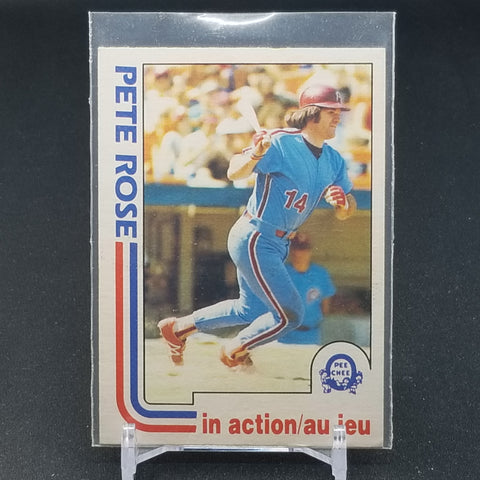 PETE ROSE
14
PEE
CHEE
in action/au jeu